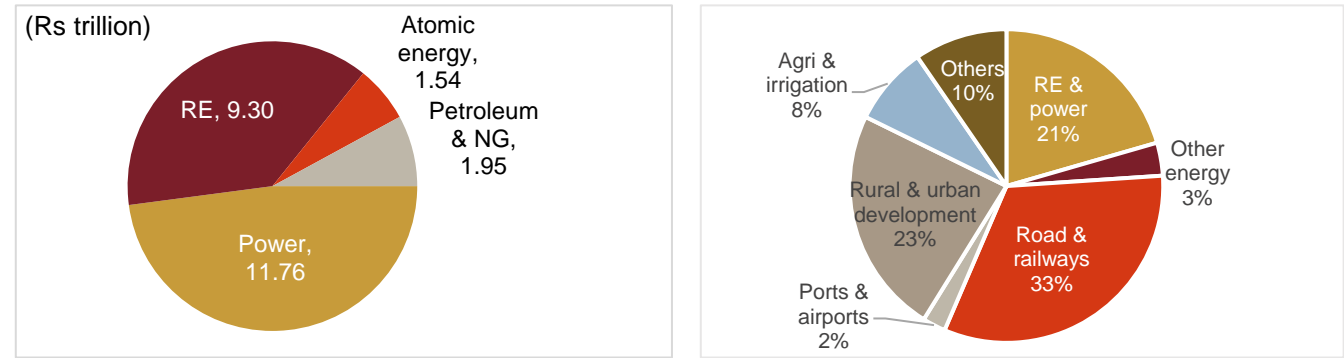 (Rs trillion)
Atomic
energy,
1.54
RE, 9.30
Petroleum
& NG,
1.95
Power,
11.76
Agri &
irrigation
8%
Others
10%
RE &
power
21%
Other
energy
3%
Rural & urban
development
23%
Road &
railways
33%
Ports &
airports
2%